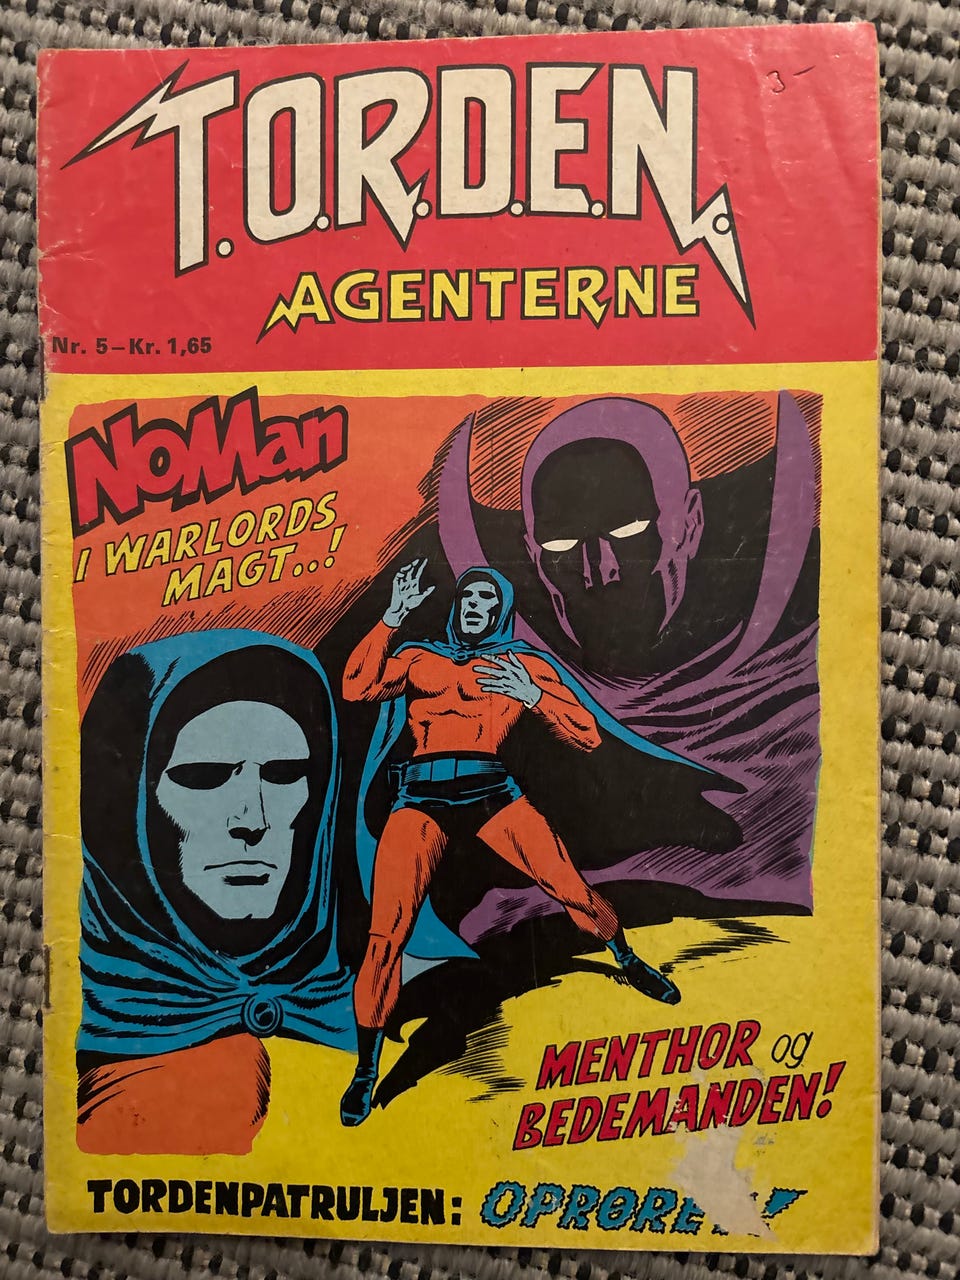 3-
T.O.R.D.E.N.
AGENTERNE
Nr. 5–Kr. 1,65
NoMan
I WARLORDS
MAGT..!
MENTHOR og
BEDEMANDEN!
TORDENPATRULJEN: